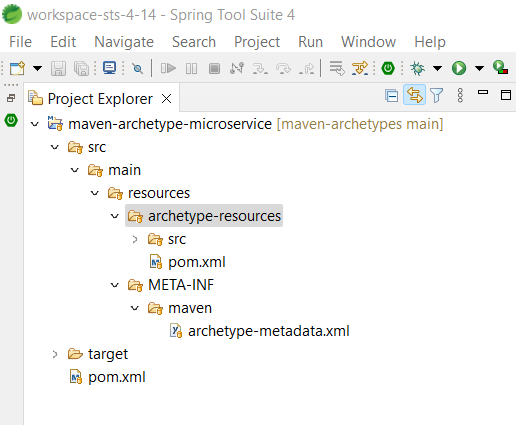 workspace-sts-4-14 - Spring Tool Suite 4
File Edit Navigate Search Project Run Window Help
Project Explorer
maven-archetype-microservice [maven-archetypes main]
src
main
resources
archetype-resources
src
pom.xml
META-INF
maven
archetype-metadata.xml
target
pom.xml